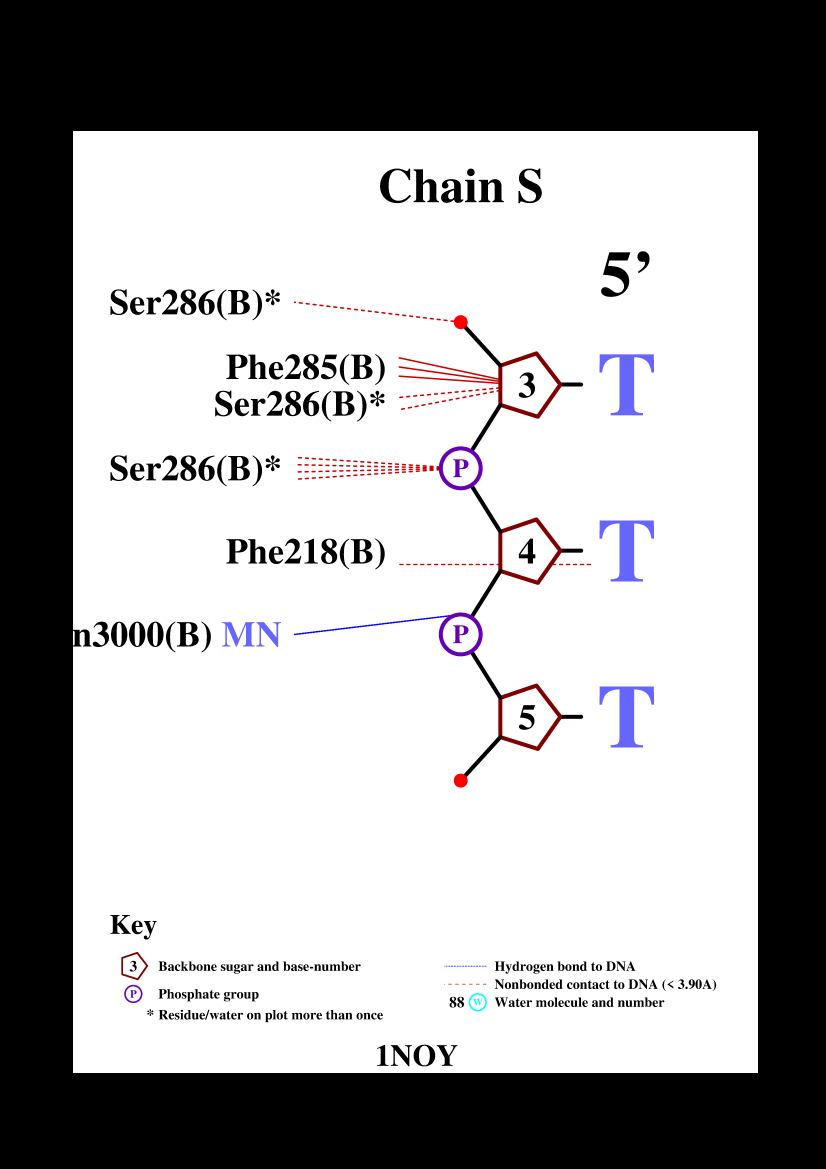 Chain S
5’
Ser286(B)*
Phe285(B)
3 T
Ser286(B)*
Ser286(B)* P
Phe218(B) 4 T
n3000(B) MN P
5 T
Key
3 Backbone sugar and base-number
P Phosphate group
* Residue/water on plot more than once
Hydrogen bond to DNA
Nonbonded contact to DNA (< 3.90A)
88 W Water molecule and number
1NOY